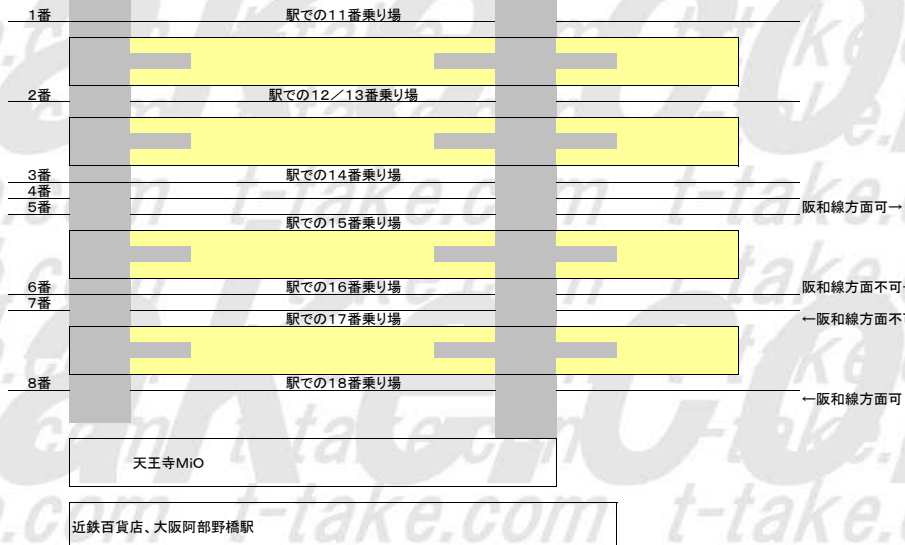 1番 駅での11番乗り場
2番 駅での12／13番乗り場
3番 駅での14番乗り場
4番
5番 阪和線方面可→
駅での15番乗り場
6番 駅での16番乗り場 阪和線方面不可
7番
駅での17番乗り場 ←阪和線方面不
8番 駅での18番乗り場
←阪和線方面可
天王寺MiO
近鉄百貨店、大阪阿部野橋駅
t-take.com